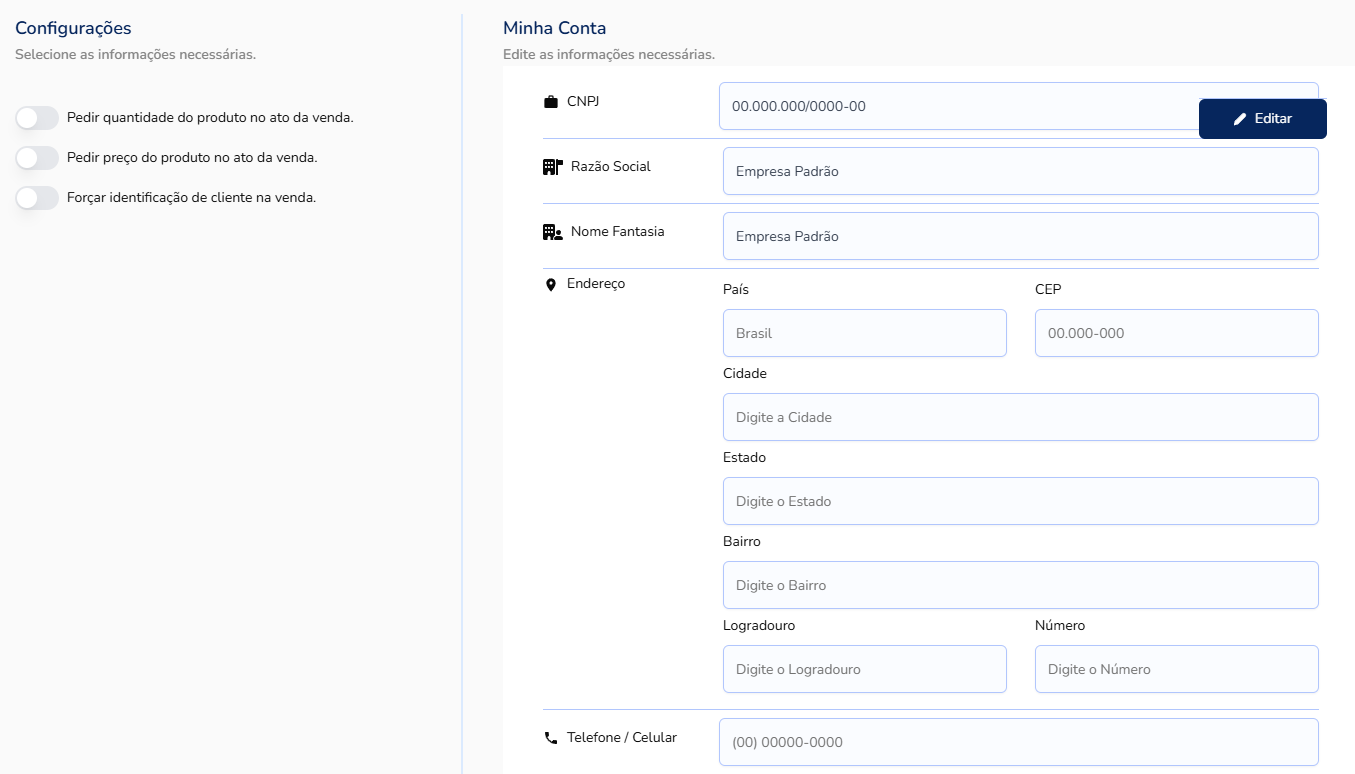 Configurações
Selecione as informações necessárias.
Pedir quantidade do produto no ato da venda.
Pedir preço do produto no ato da venda.
Forçar identificação de cliente na venda.
Minha Conta
Edite as informações necessárias.
CNPJ
00.000.000/0000-00
Editar
Razão Social
Empresa Padrão
Nome Fantasia
Empresa Padrão
Endereço
País CEP
Brasil 00.000-000
Cidade
Digite a Cidade
Estado
Digite o Estado
Bairro
Digite o Bairro
Logradouro Número
Digite o Logradouro Digite o Número
Telefone / Celular
(00) 00000-0000